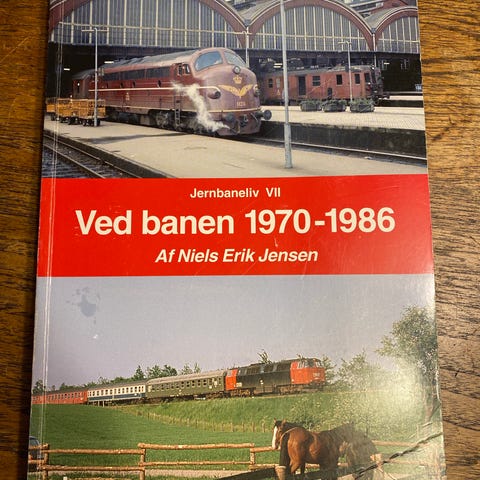 Jernbaneliv VII
Ved banen 1970-1986
Af Niels Erik Jensen